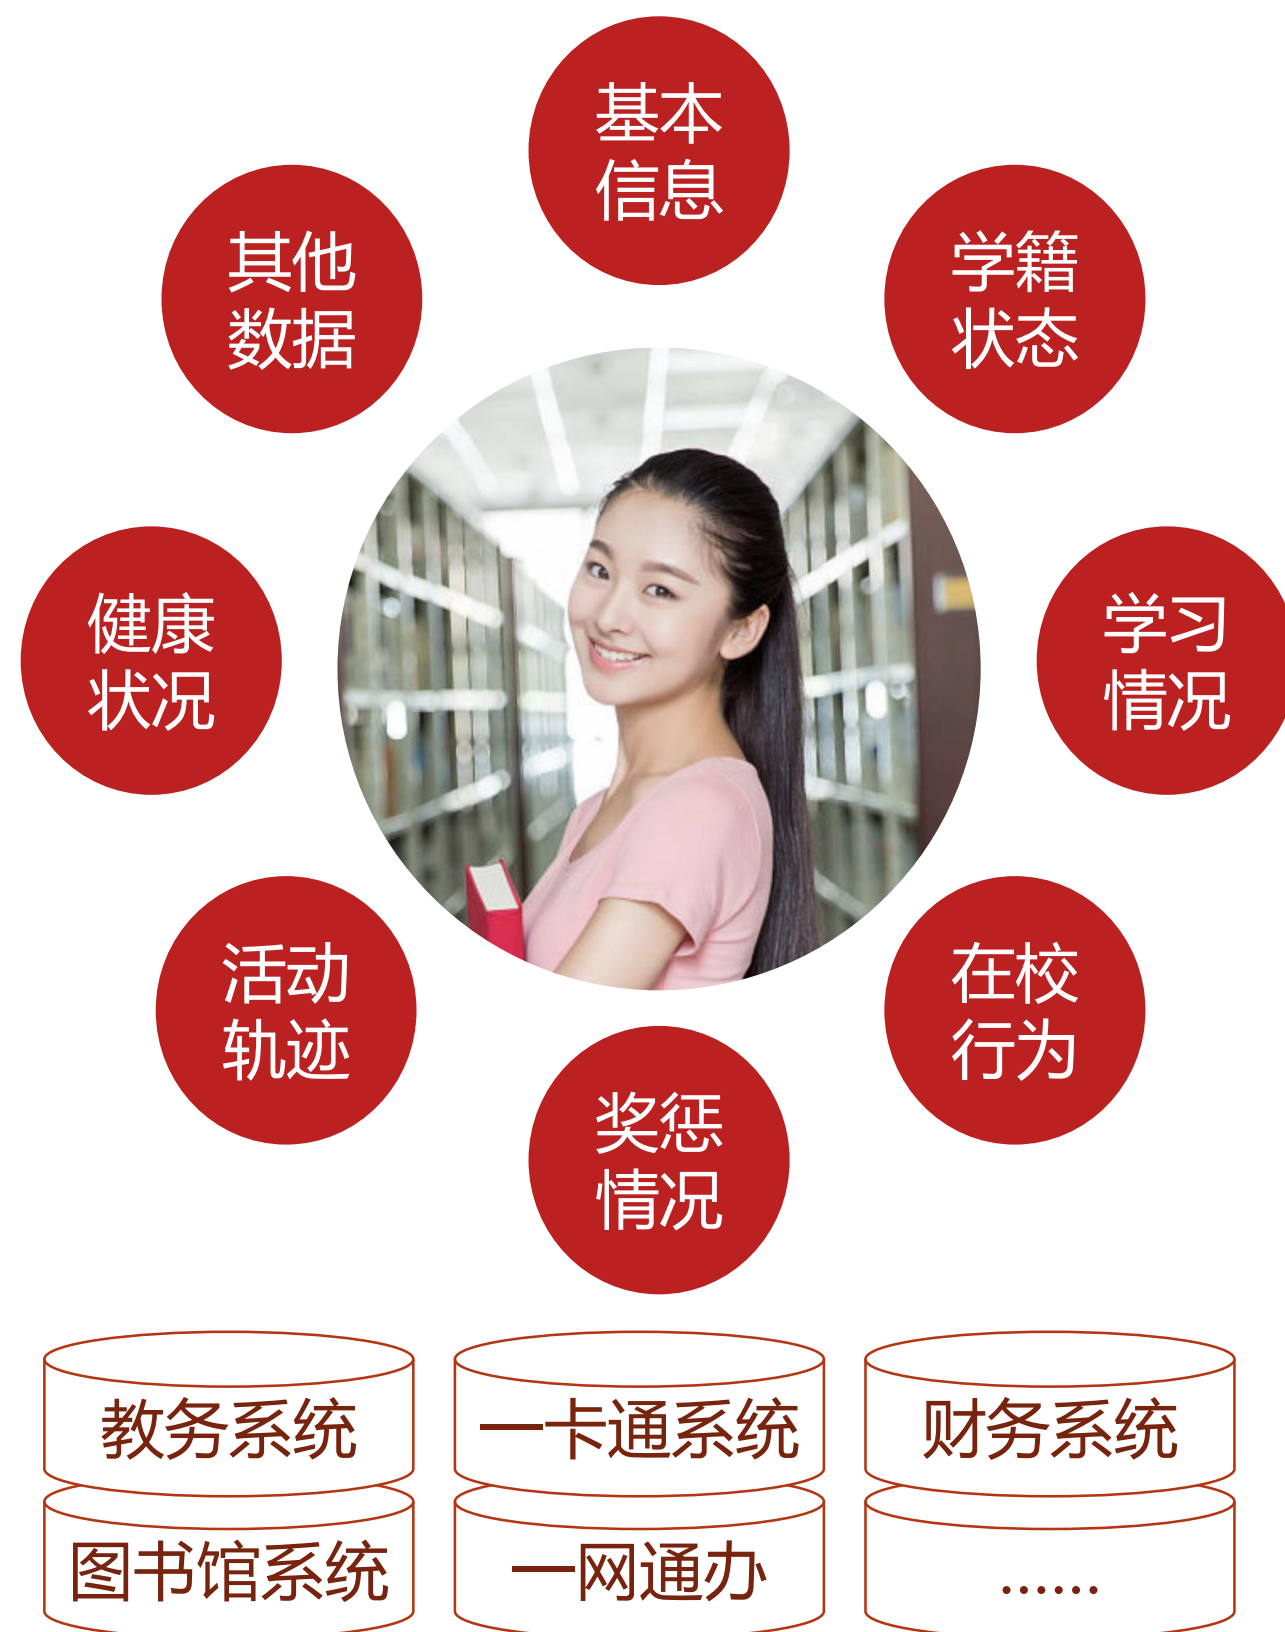 基本
信息
其他
数据
学籍
状态
健康
状况
学习
情况
活动
轨迹
在校
行为
奖惩
情况
教务系统
一卡通系统
财务系统
图书馆系统
一网通办
……